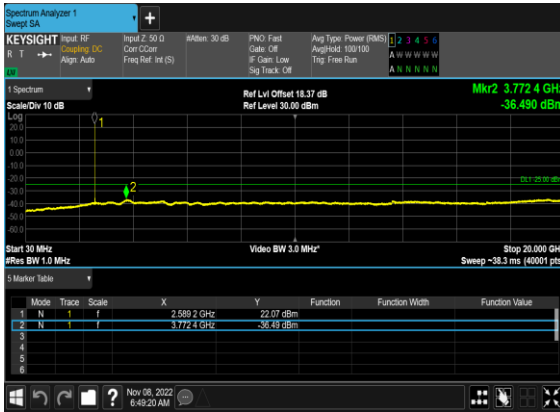 Spectrum Analyzer 1
Swept SA
+
KEYSIGHT Input: RF Input Z: 50 Ω #Atten: 30 dB PNO: Fast Avg Type: Power (RMS) 1 2 3 4 5 6
R T Coupling: DC Corr CCorr Gate: Off Avg|Hold: 100/100 A W W W W W
Align: Auto Freq Ref: Int (S) IF Gain: Low Trig: Free Run
Sig Track: Off A N N N N N
1 Spectrum Ref Lvl Offset 18.37 dB Mkr2 3.772 4 GHz
Scale/Div 10 dB Ref Level 30.00 dBm -36.490 dBm
Log
1
20.0
10.0
0.00
-10.0
-20.0 DL1 -25.00 dBm
2
-30.0
-40.0
-50.0
-60.0
Start 30 MHz Video BW 3.0 MHz* Stop 20.000 GHz
#Res BW 1.0 MHz Sweep ~38.3 ms (40001 pts)
5 Marker Table
Mode Trace Scale X Y Function Function Width Function Value
1 N 1 f 2.589 2 GHz 22.07 dBm
2 N 1 f 3.772 4 GHz -36.49 dBm
3
4
5
6
? Nov 08, 2022
6:49:20 AM